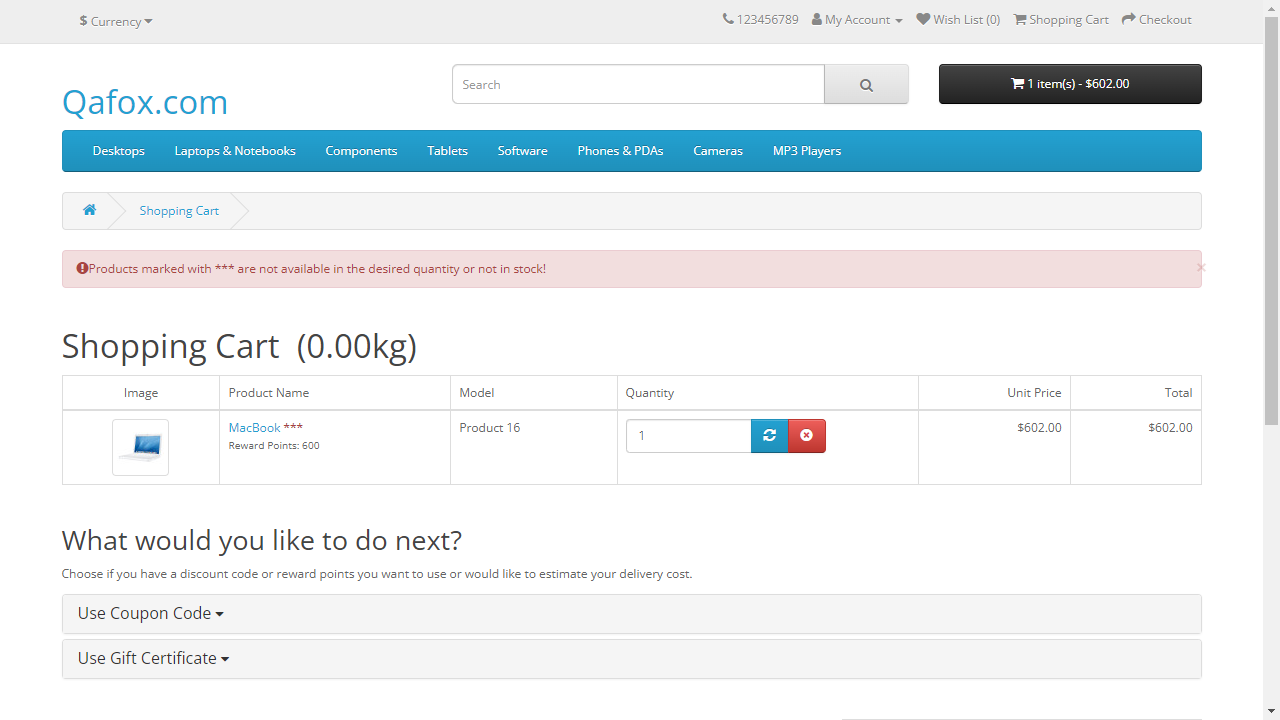 $ Currency
123456789 My Account Wish List (0) Shopping Cart Checkout
Qafox.com
Search
1 item(s) - $602.00
Desktops Laptops & Notebooks Components Tablets Software Phones & PDAs Cameras MP3 Players
Shopping Cart
Products marked with *** are not available in the desired quantity or not in stock!
×
Shopping Cart (0.00kg)
Image Product Name Model Quantity Unit Price Total
MacBook *** Product 16 1 $602.00 $602.00
Reward Points: 600
What would you like to do next?
Choose if you have a discount code or reward points you want to use or would like to estimate your delivery cost.
Use Coupon Code
Use Gift Certificate